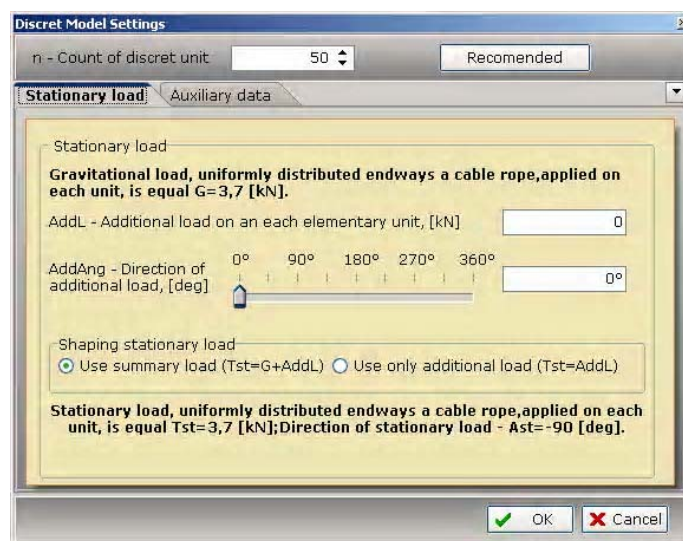 Discret Model Settings
n - Count of discret unit 50 Recomended
Stationary load Auxiliary data
Stationary load
Gravitational load, uniformly distributed endways a cable rope,applied on
each unit, is equal G=3,7 [kN].
AddL - Additional load on an each elementary unit, [kN] 0
0° 90° 180° 270° 360°
AddAng - Direction of
additional load, [deg]
0°
Shaping stationary load
Use summary load (Tst=G+AddL) Use only additional load (Tst=AddL)
Stationary load, uniformly distributed endways a cable rope,applied on each
unit, is equal Tst=3,7 [kN];Direction of stationary load - Ast=-90 [deg].
OK Cancel